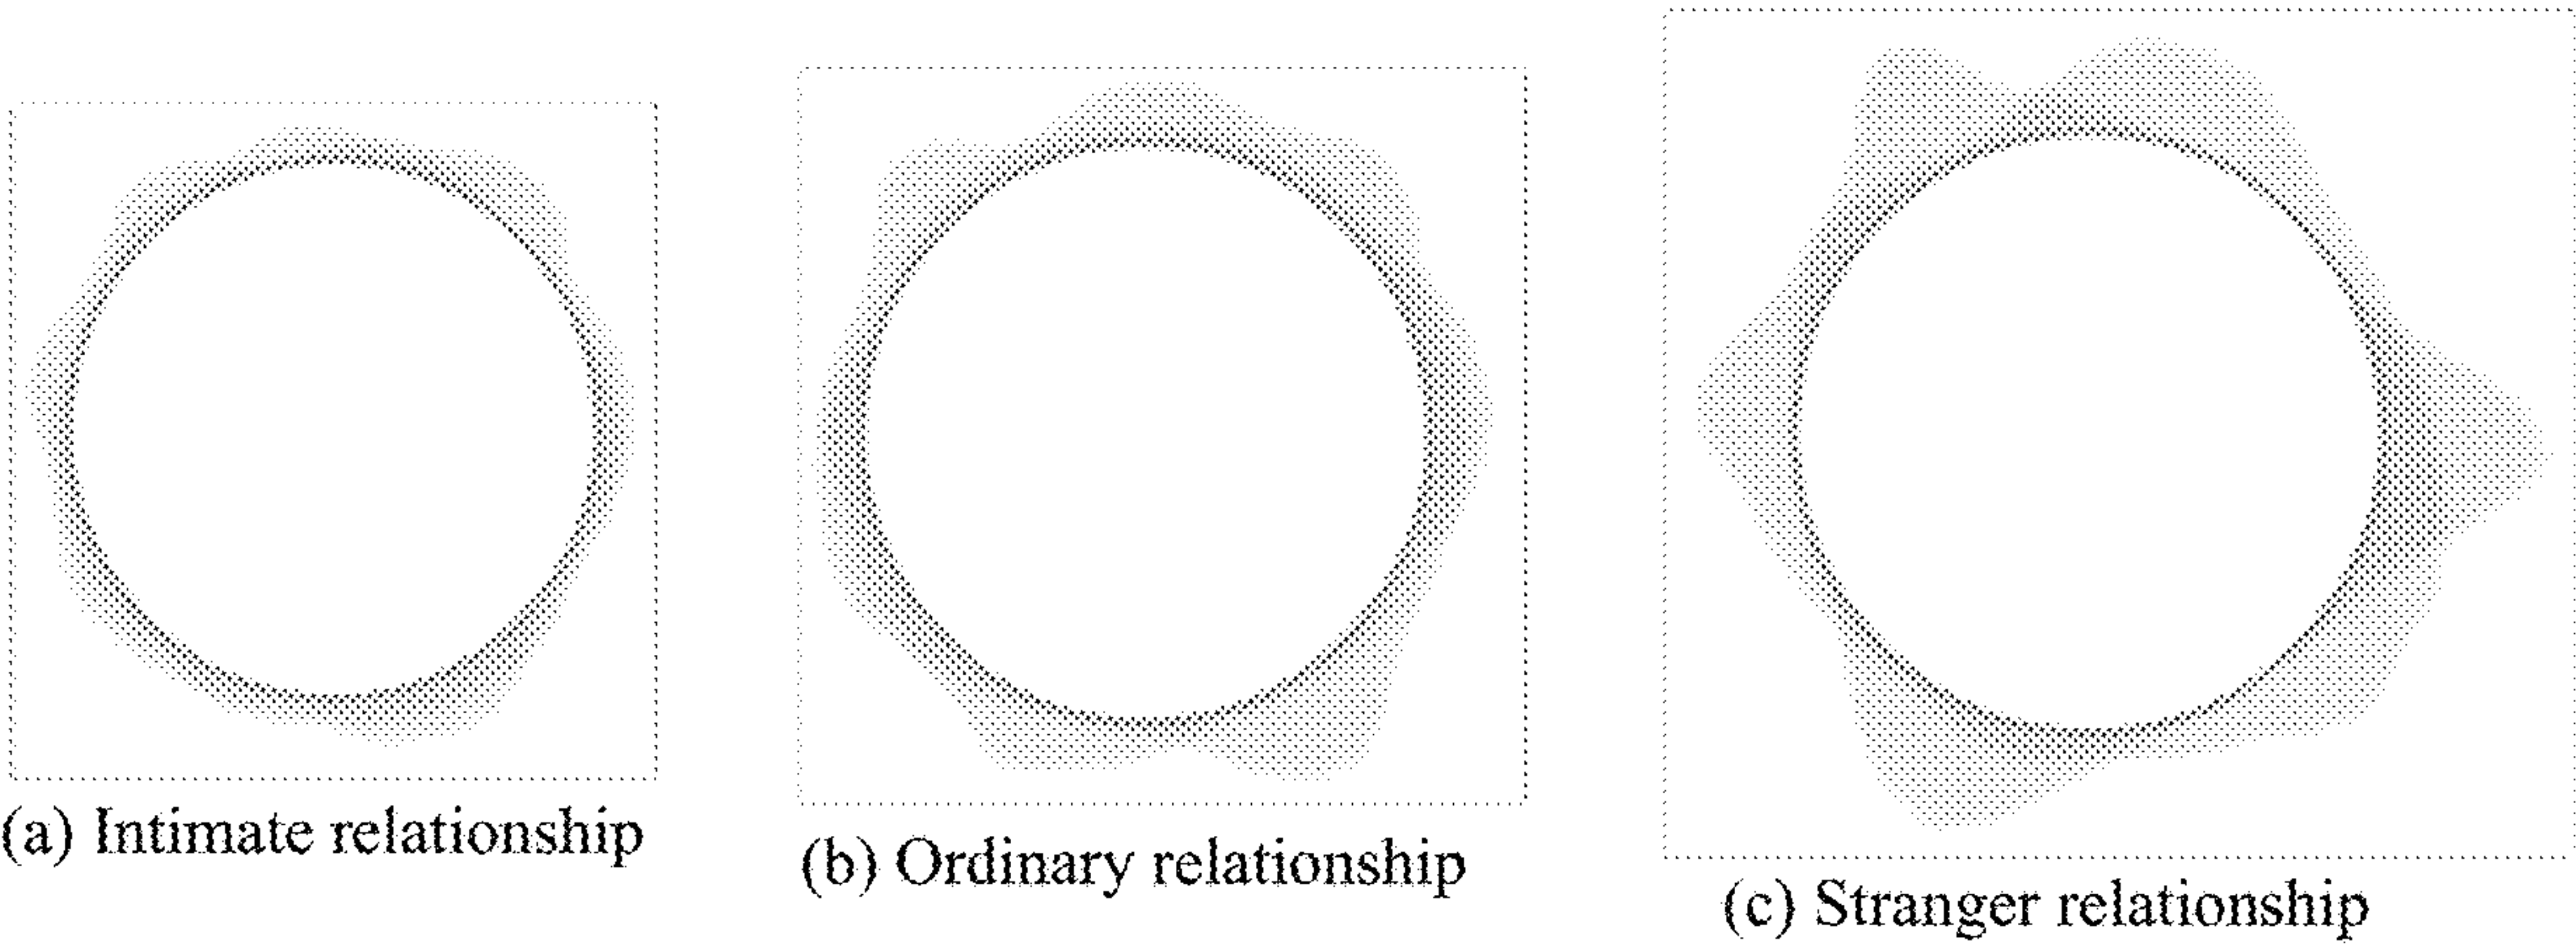 (a) Intimate relationship
(b) Ordinary relationship
(c) Stranger relationship